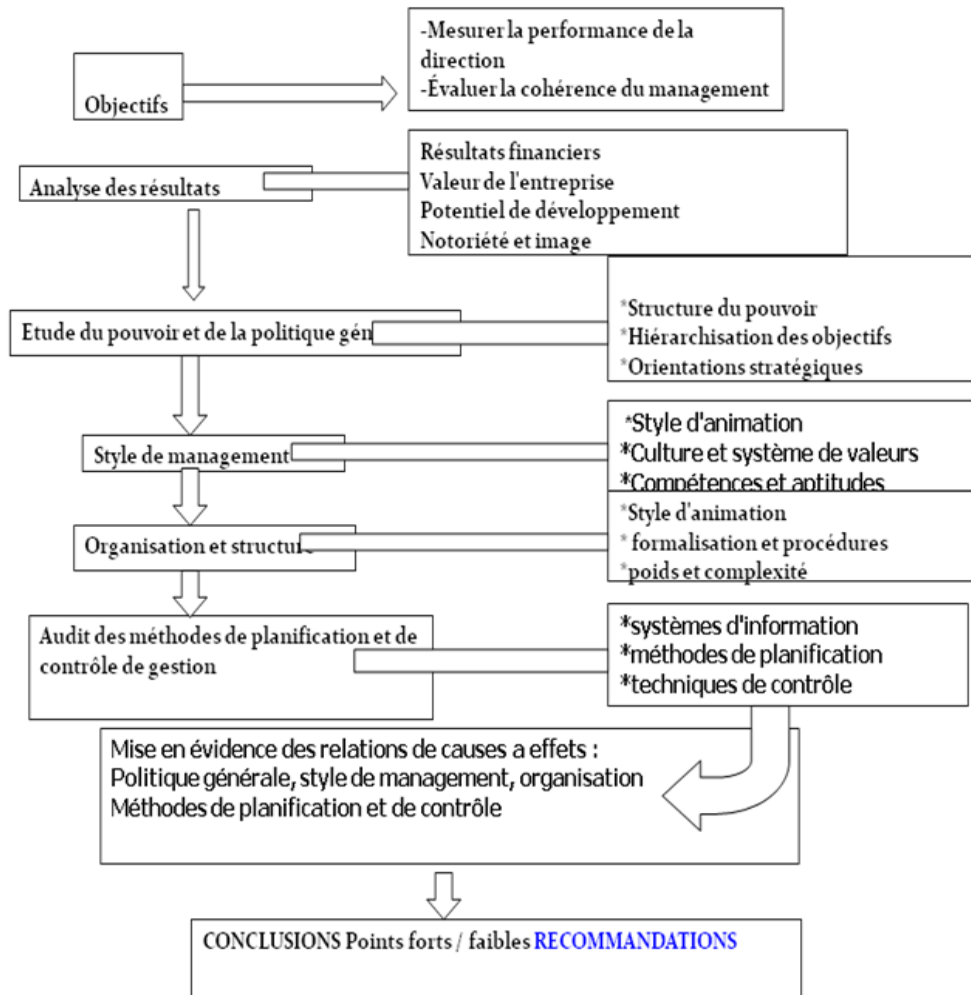 Objectifs
-Mesurer la performance de la
direction
-Évaluer la cohérence du management
Analyse des résultats
Résultats financiers
Valeur de l'entreprise
Potentiel de développement
Notoriété et image
Etude du pouvoir et de la politique gén
*Structure du pouvoir
*Hiérarchisation des objectifs
*Orientations stratégiques
Style de management
*Style d'animation
*Culture et système de valeurs
*Compétences et aptitudes
Organisation et structure
*Style d'animation
* formalisation et procédures
*poids et complexité
Audit des méthodes de planification et de
contrôle de gestion
*systèmes d'information
*méthodes de planification
*techniques de contrôle
Mise en évidence des relations de causes a effets :
Politique générale, style de management, organisation
Méthodes de planification et de contrôle
CONCLUSIONS Points forts / faibles RECOMMANDATIONS